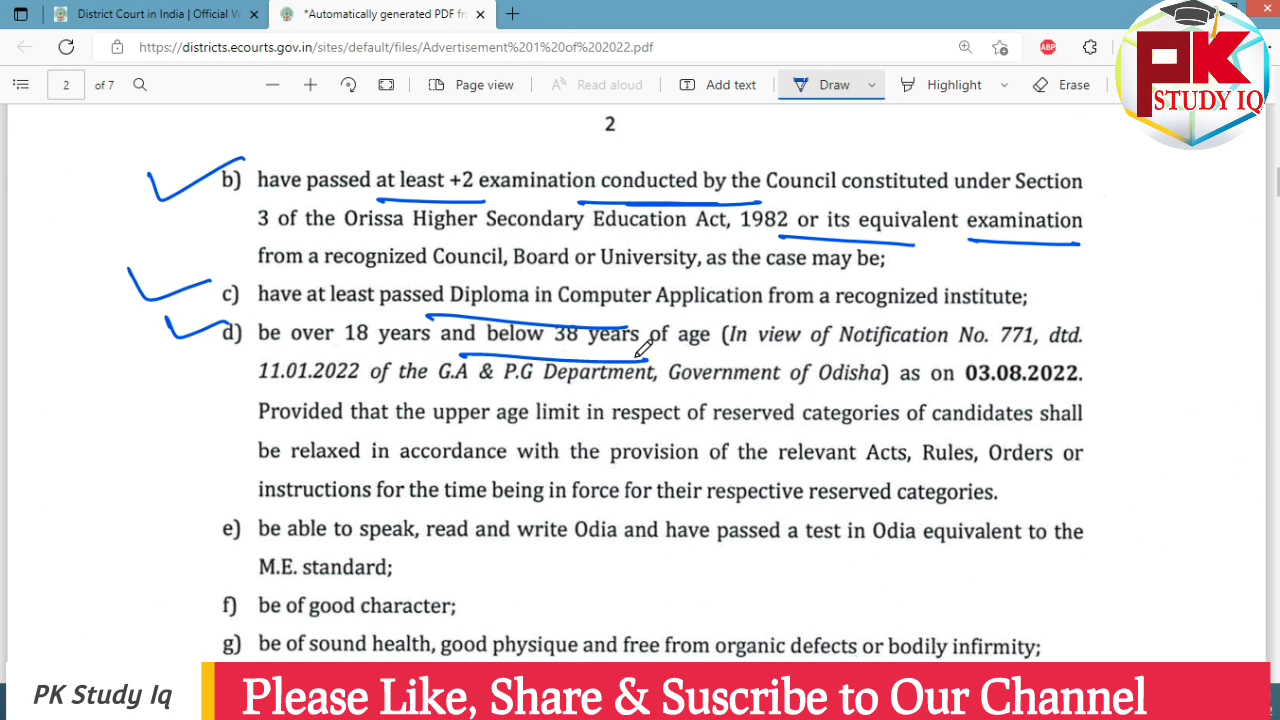 District Court in India | Official W
*Automatically generated PDF fro
https://districts.ecourts.gov.in/sites/default/files/Advertisement%201%20of%202022.pdf
ABP
2 of 7
Page view
Read aloud
Add text
Draw
Highlight
Erase
PK
STUDY IQ
2
b) have passed at least +2 examination conducted by the Council constituted under Section
3 of the Orissa Higher Secondary Education Act, 1982 or its equivalent examination
from a recognized Council, Board or University, as the case may be;
c) have at least passed Diploma in Computer Application from a recognized institute;
d) be over 18 years and below 38 years of age (In view of Notification No. 771, dtd.
11.01.2022 of the G.A & P.G Department, Government of Odisha) as on 03.08.2022.
Provided that the upper age limit in respect of reserved categories of candidates shall
be relaxed in accordance with the provision of the relevant Acts, Rules, Orders or
instructions for the time being in force for their respective reserved categories.
e) be able to speak, read and write Odia and have passed a test in Odia equivalent to the
M.E. standard;
f) be of good character;
g) be of sound health, good physique and free from organic defects or bodily infirmity;
PK Study Iq
Please Like, Share & Suscribe to Our Channel